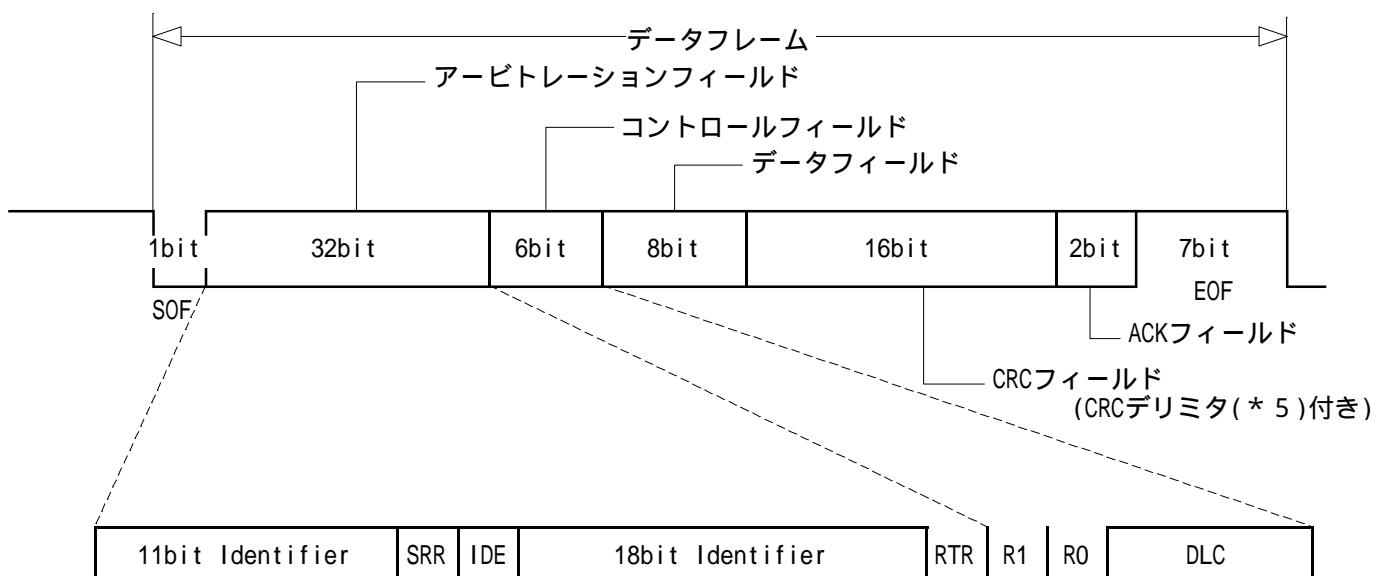 データフレーム
アービトレーションフィールド
コントロールフィールド
データフィールド
1bit 32bit 6bit 8bit 16bit 2bit 7bit
SOF EOF
ACKフィールド
CRCフィールド
(CRCデリミタ(*5)付き)
11bit Identifier SRR IDE 18bit Identifier RTR R1 R0 DLC